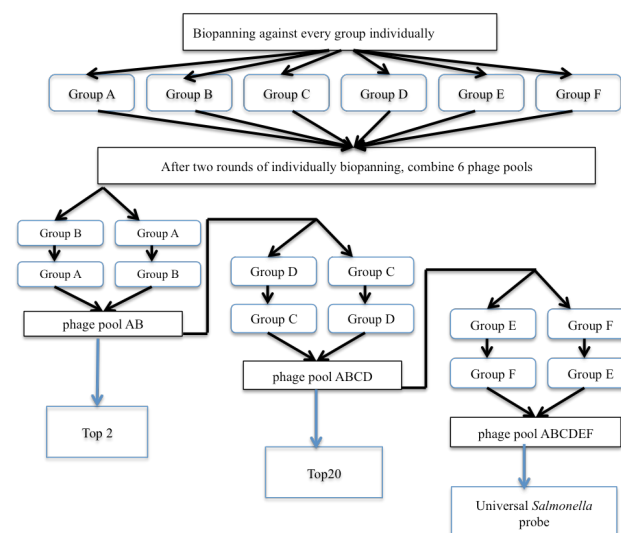 Biopanning against every group individually
Group A
Group B
Group C
Group D
Group E
Group F
After two rounds of individually biopanning, combine 6 phage pools
Group B
Group A
Group A
Group B
phage pool AB
Top 2
Group D
Group C
Group C
Group D
phage pool ABCD
Top20
Group E
Group F
Group F
Group E
phage pool ABCDEF
Universal Salmonella
probe